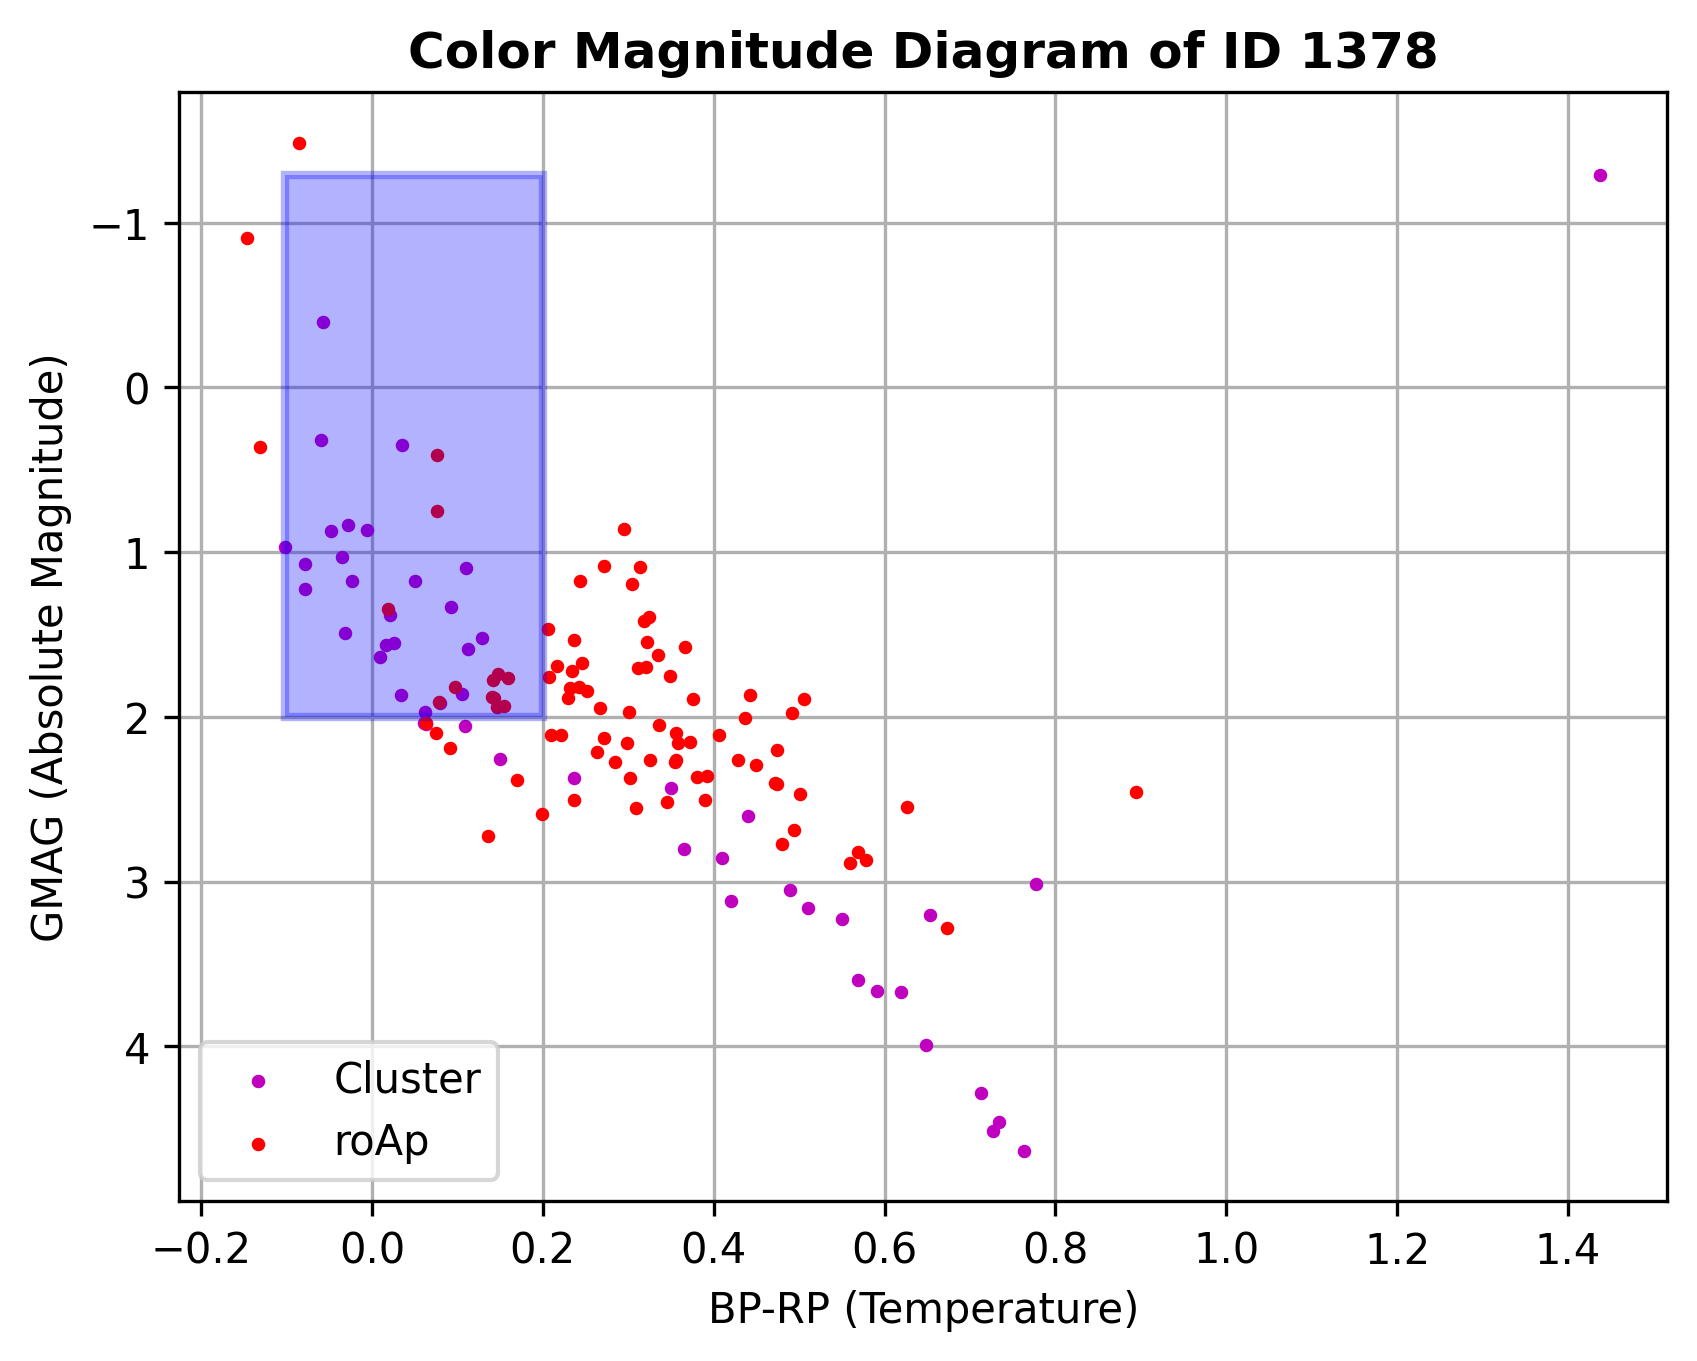 Color Magnitude Diagram of ID 1378
GMAG (Absolute Magnitude)
−1
0
1
2
3
4
Cluster
roAp
−0.2 0.0 0.2 0.4 0.6 0.8 1.0 1.2 1.4
BP-RP (Temperature)